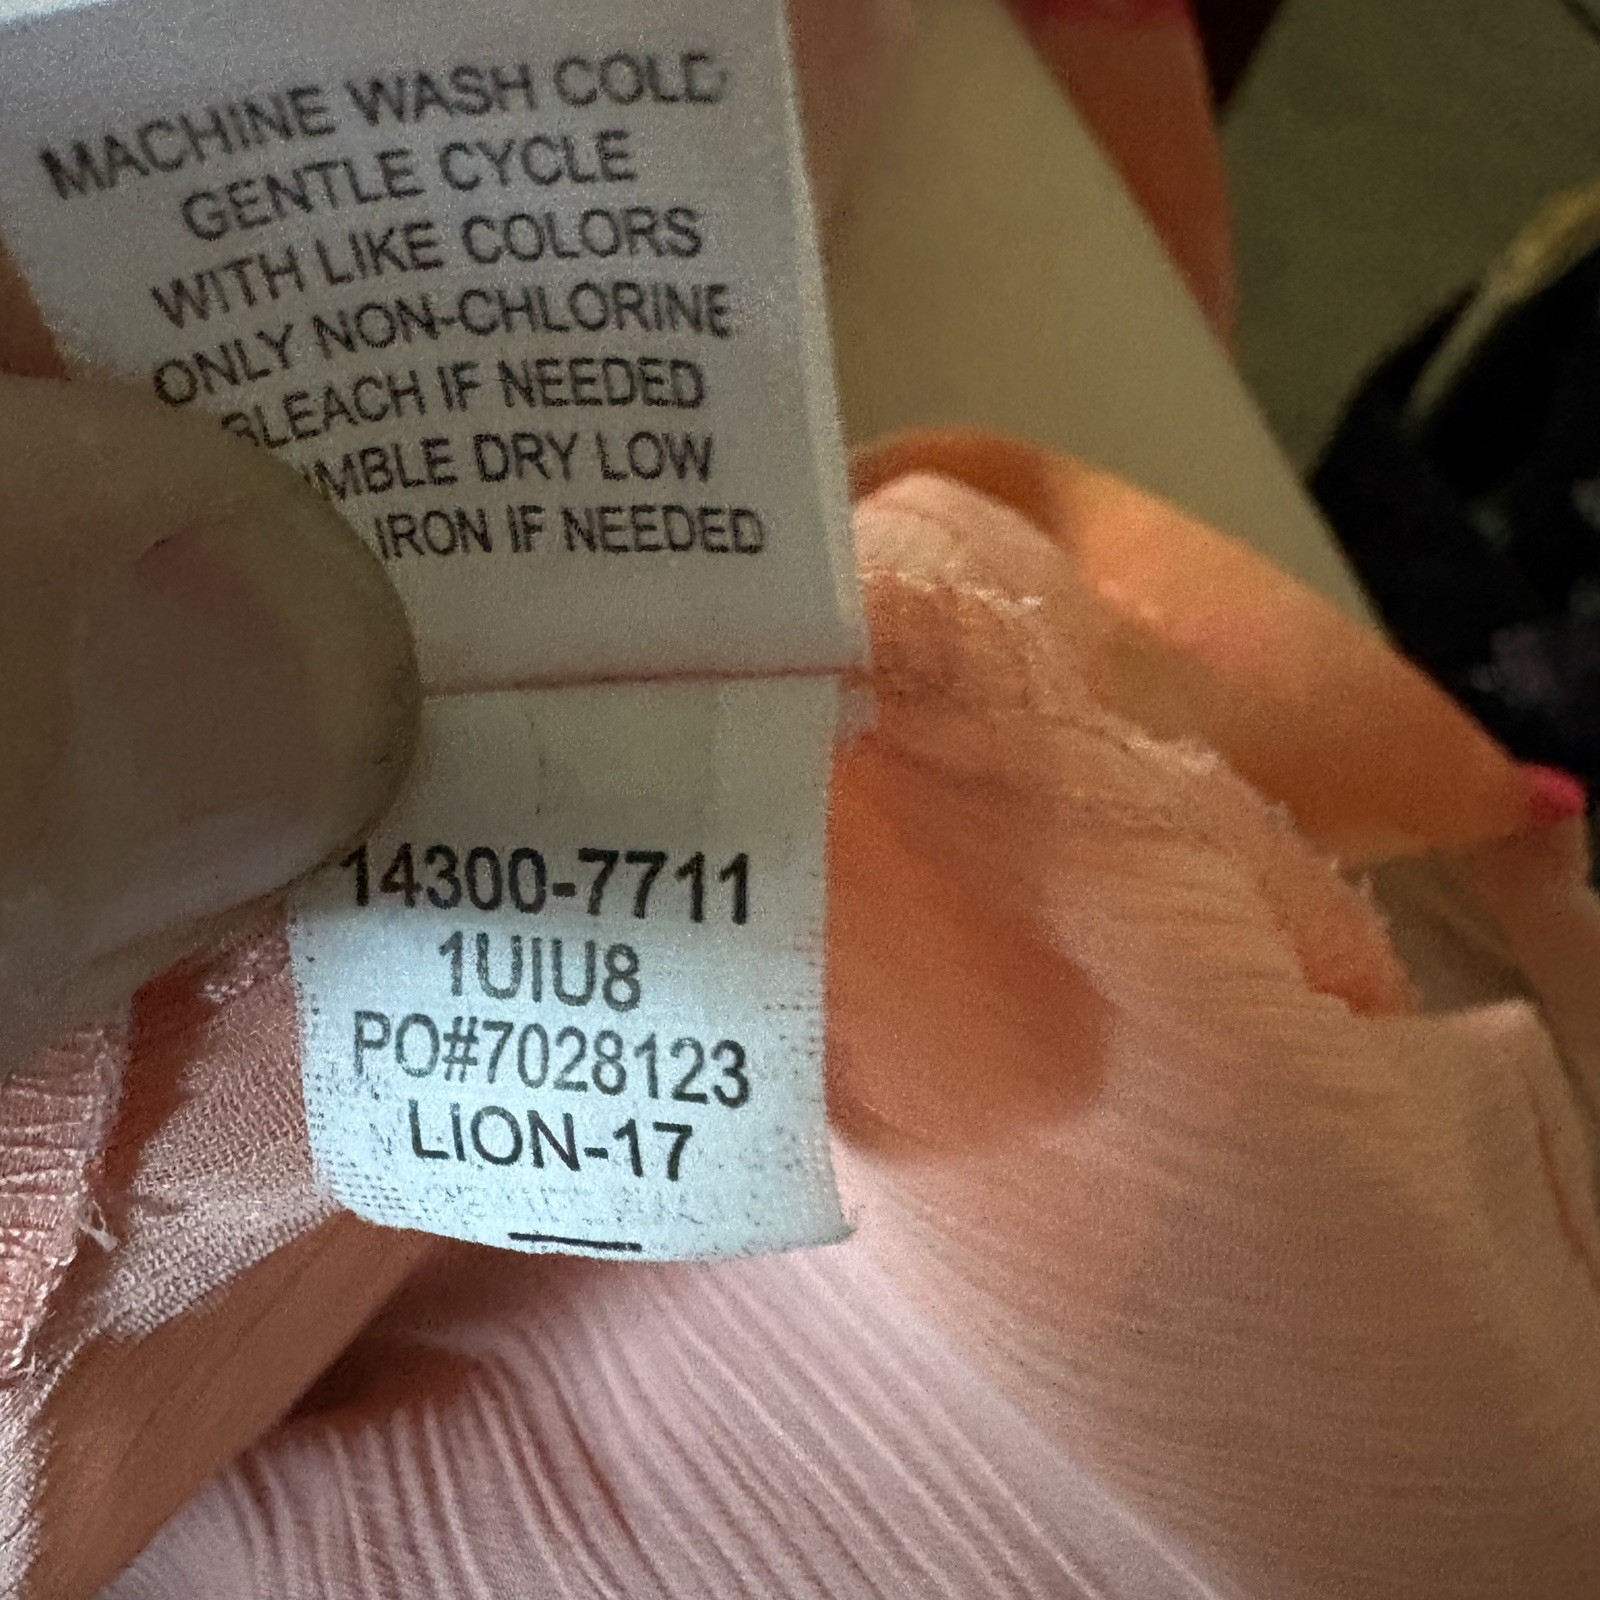 MACHINE WASH COLD
GENTLE CYCLE
WITH LIKE COLORS
ONLY NON-CHLORINE
BLEACH IF NEEDED
MBLE DRY LOW
IRON IF NEEDED
14300-7711
1UIU8
PO#7028123
LION-17